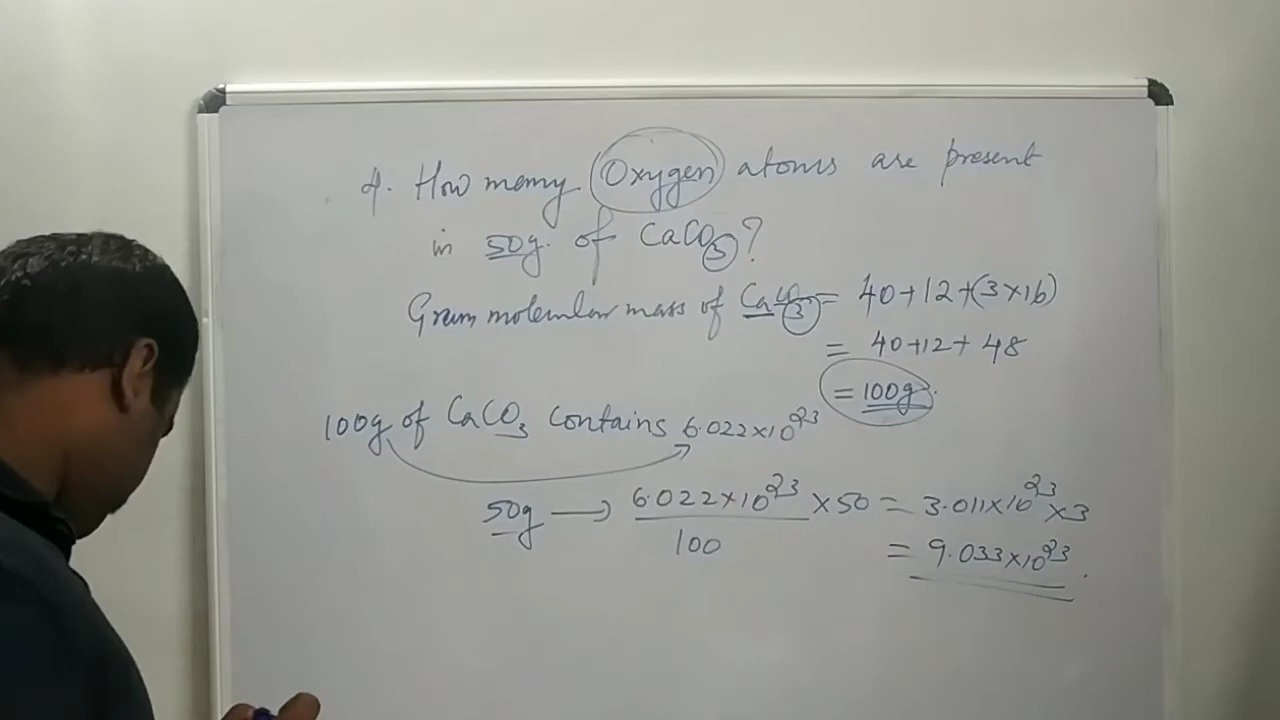 4. How many Oxygen atoms are present
in 50g. of CaCO₃?
Gram molecular mass of CaCO₃ = 40+12+(3×16)
= 40+12+48
= 100g.
100g of CaCO₃ contains 6.022×10²³
50g → 6.022×10²³/100 ×50 = 3.011×10²³ ×3
= 9.033×10²³.